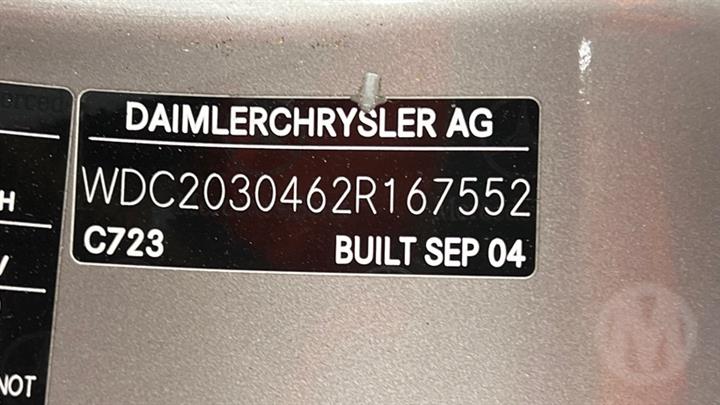 DAIMLERCHRYSLER AG
WDC2030462R167552
C723 BUILT SEP 04
H
NOT
M